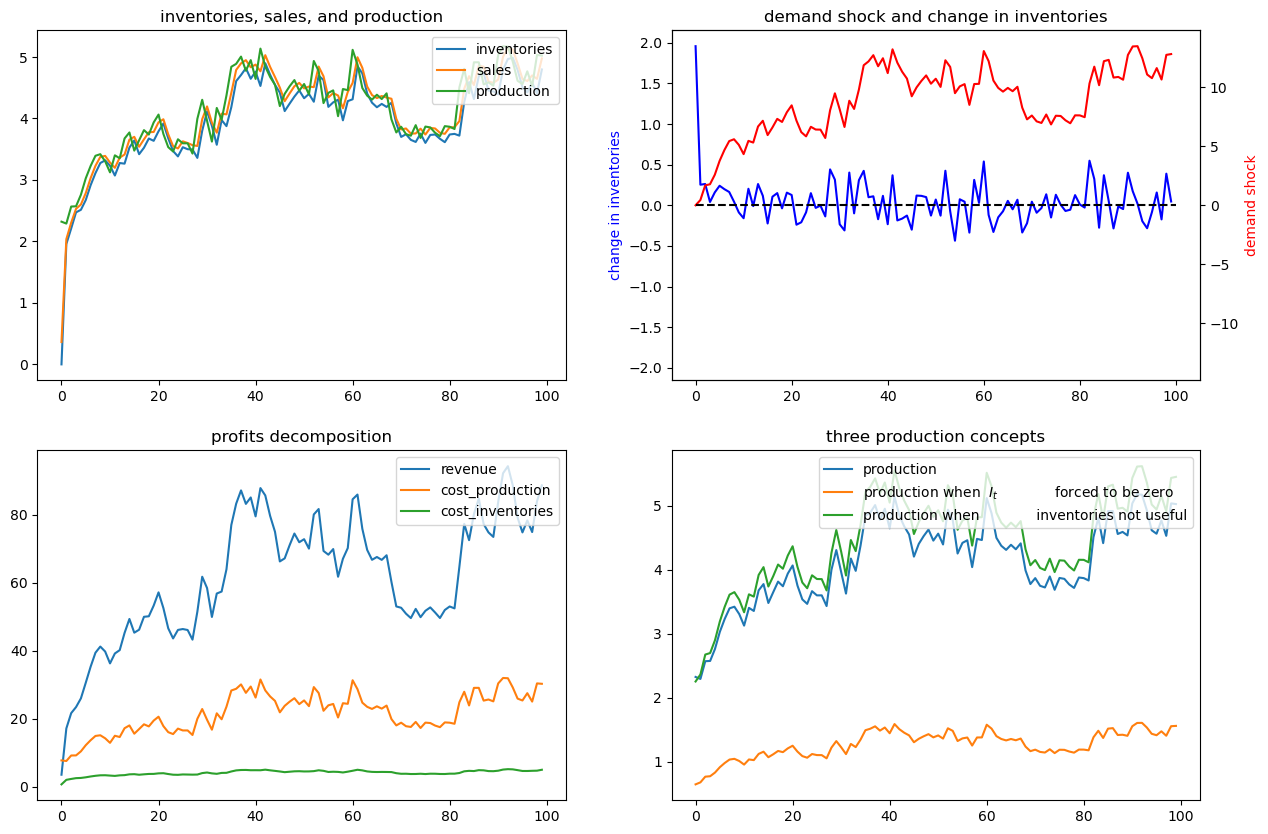 inventories, sales, and production
inventories
sales
production
5
4
3
2
1
0
0 20 40 60 80 100
demand shock and change in inventories
change in inventories
2.0
1.5
1.0
0.5
0.0
−0.5
−1.0
−1.5
−2.0
10
5
0
−5
−10
demand shock
0 20 40 60 80 100
profits decomposition
revenue
cost_production
cost_inventories
80
60
40
20
0
0 20 40 60 80 100
three production concepts
production
production when I_t forced to be zero
production when inventories not useful
5
4
3
2
1
0 20 40 60 80 100